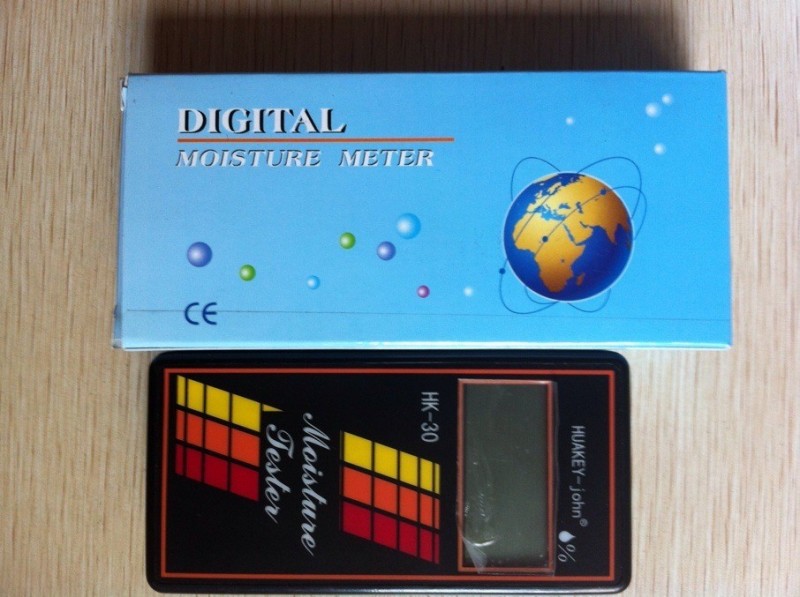 DIGITAL
MOISTURE METER
CE
HUAKEY-john®
%
HK-30
Moisture
Tester